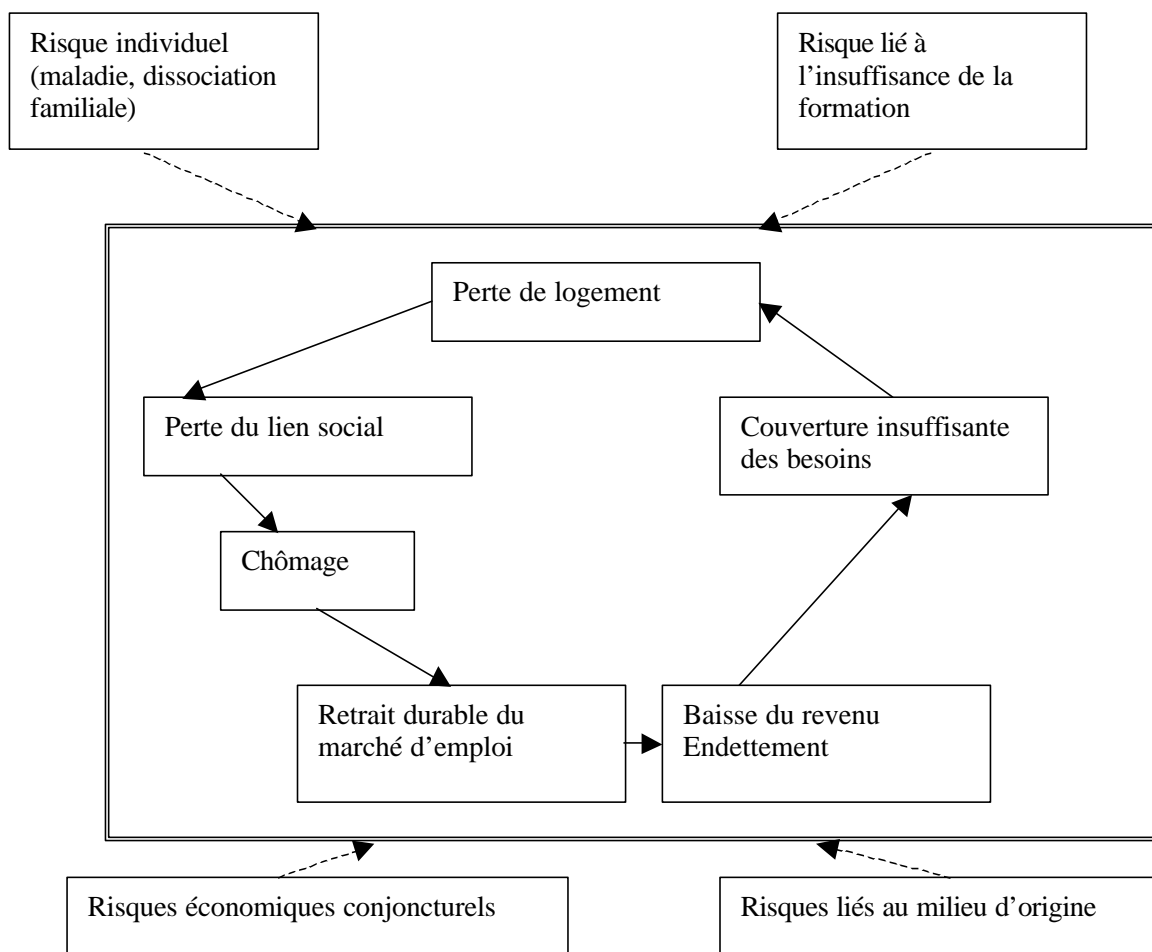 Risque individuel
(maladie, dissociation
familiale)
Risque lié à
l’insuffisance de la
formation
Perte de logement
Perte du lien social
Couverture insuffisante
des besoins
Chômage
Retrait durable du
marché d’emploi
Baisse du revenu
Endettement
Risques économiques conjoncturels
Risques liés au milieu d’origine